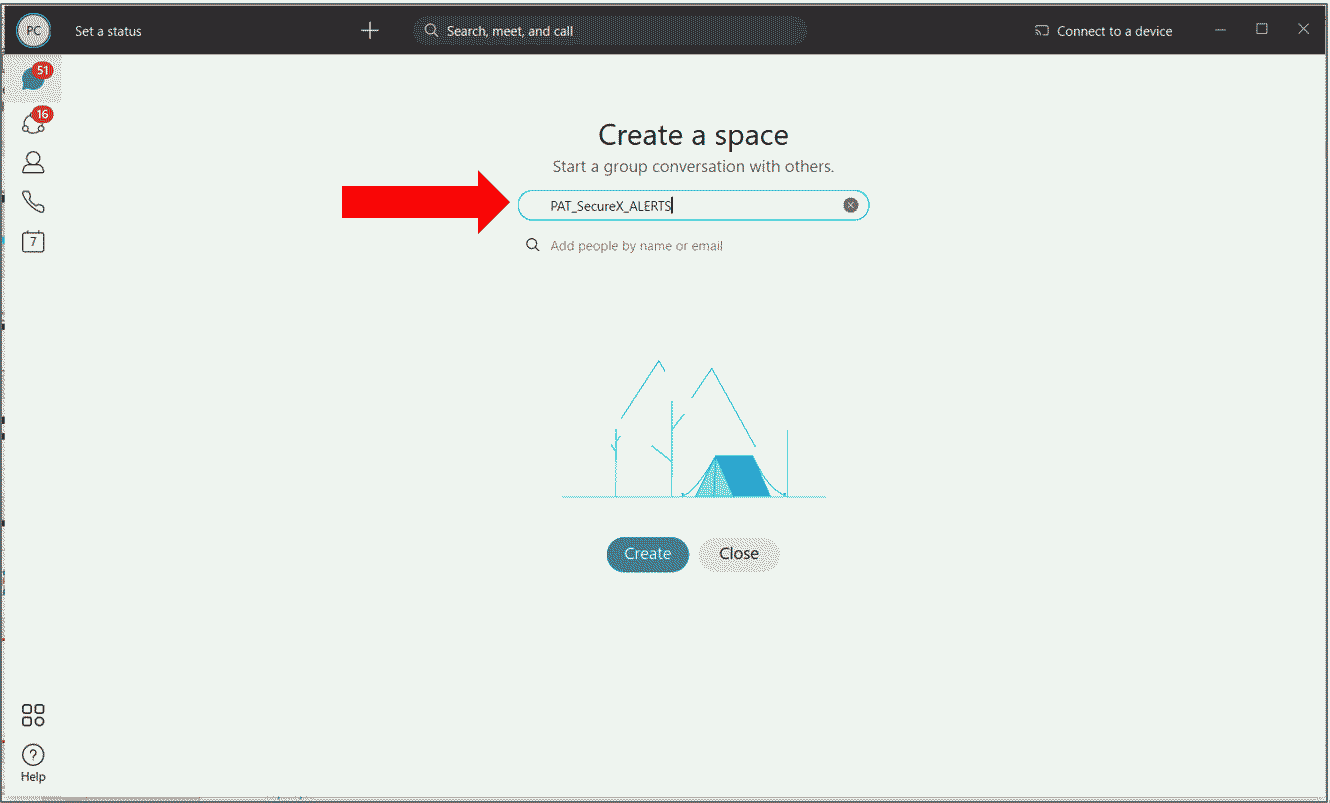 PC
Set a status
Search, meet, and call
Connect to a device
51
16
7
Create a space
Start a group conversation with others.
PAT_SecureX_ALERTS
Add people by name or email
Create
Close
?
Help